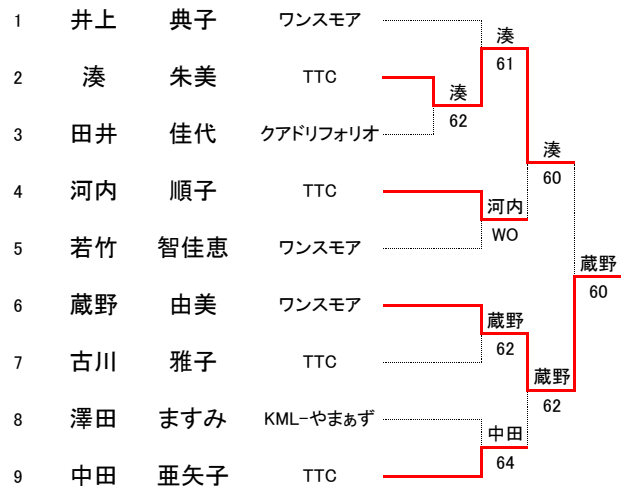 1 井上 典子 ワンスモア
湊
61
2 湊 朱美 TTC
湊
62
3 田井 佳代 クアドリフォリオ
湊
60
4 河内 順子 TTC
河内
WO
5 若竹 智佳恵 ワンスモア
蔵野
60
6 蔵野 由美 ワンスモア
蔵野
62
7 古川 雅子 TTC
蔵野
62
8 澤田 ますみ KML-やまぁず
中田
64
9 中田 亜矢子 TTC